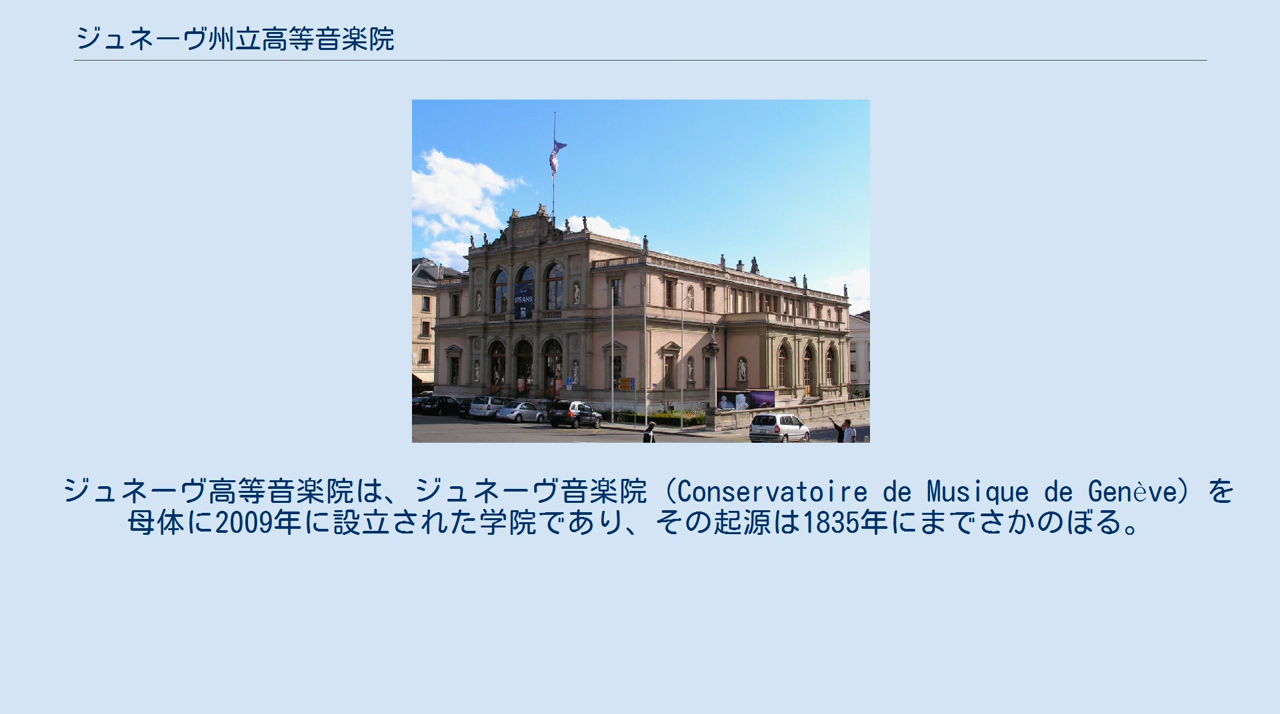 ジュネーヴ州立高等音楽院
ジュネーヴ高等音楽院は、ジュネーヴ音楽院（Conservatoire de Musique de Genève）を
母体に2009年に設立された学院であり、その起源は1835年にまでさかのぼる。